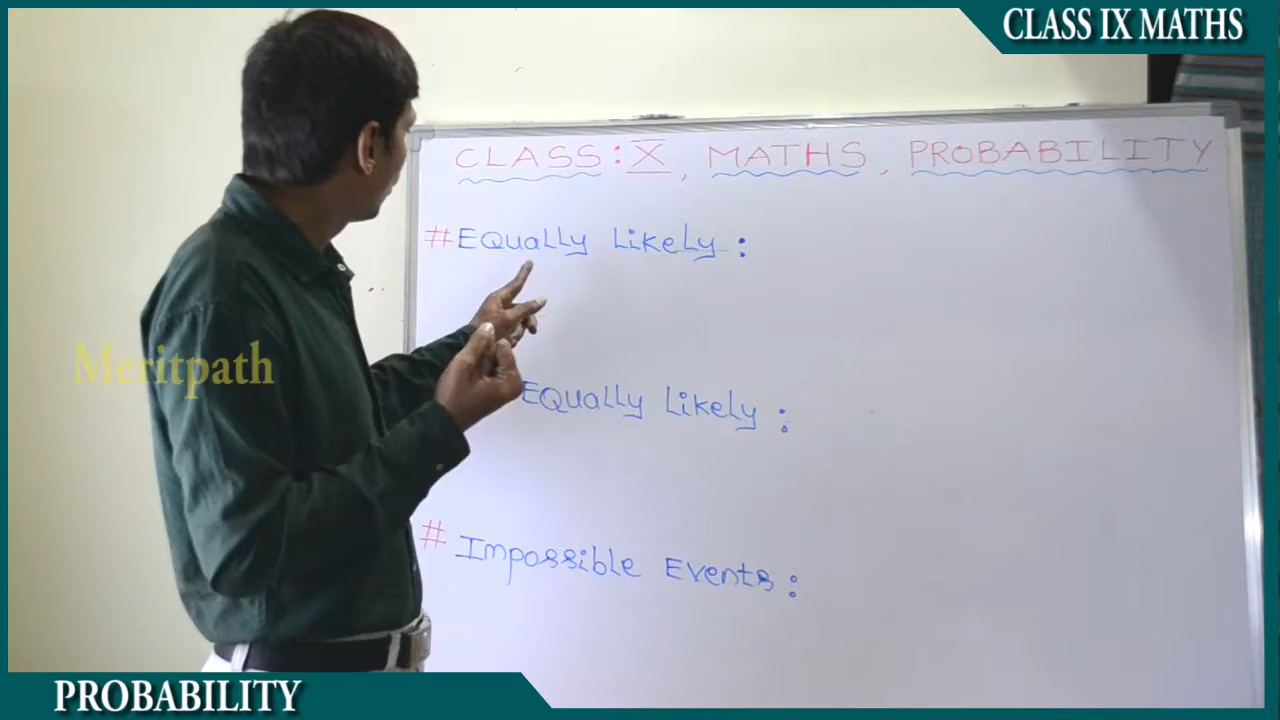 CLASS IX MATHS
CLASS : X , MATHS , PROBABILITY
# Equally Likely :
Meritpath
Equally Likely :
# Impossible Events :
PROBABILITY